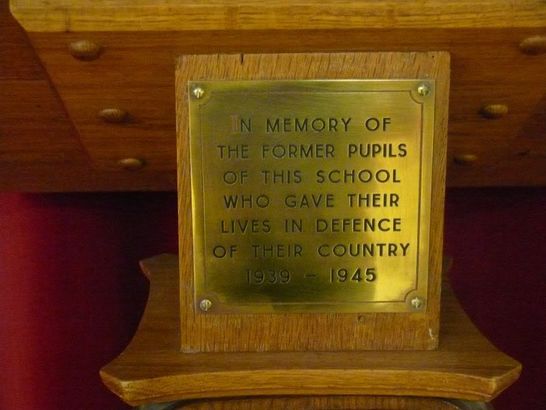 IN MEMORY OF
THE FORMER PUPILS
OF THIS SCHOOL
WHO GAVE THEIR
LIVES IN DEFENCE
OF THEIR COUNTRY
1939 - 1945